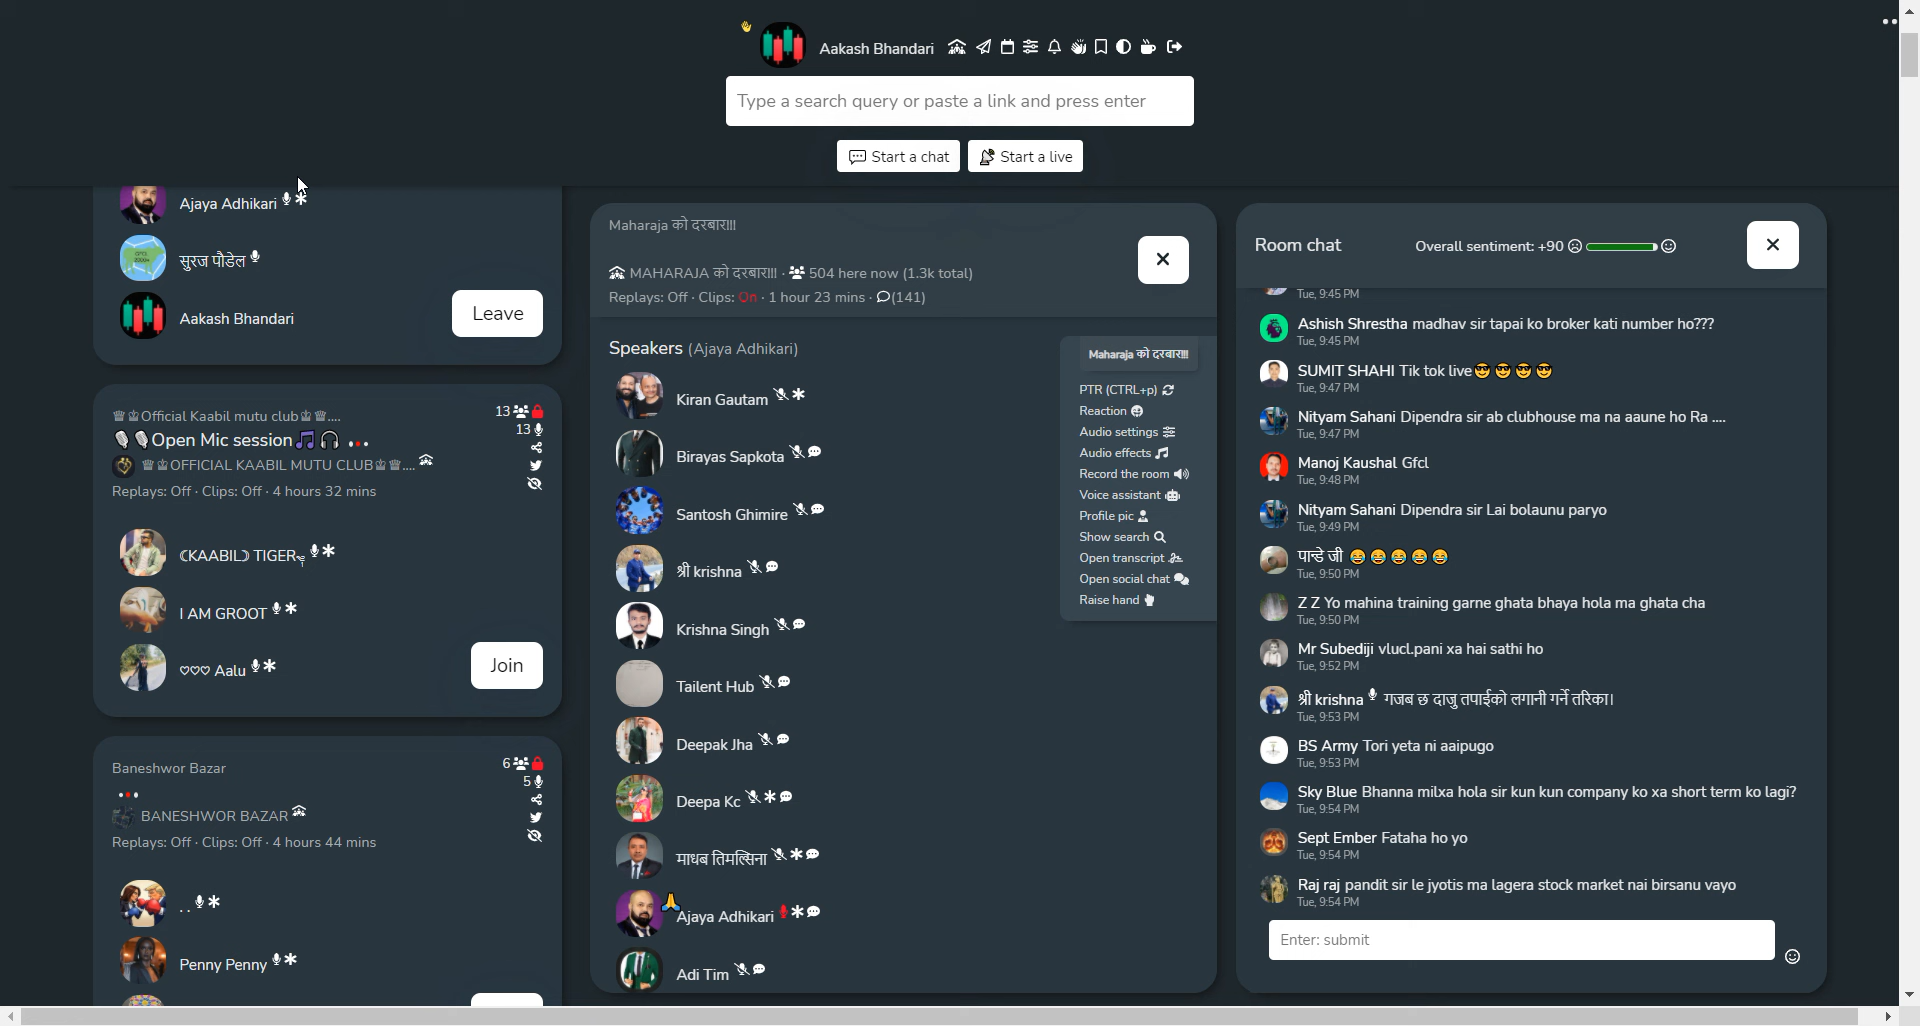 Aakash Bhandari
Type a search query or paste a link and press enter
Start a chat
Start a live
Ajaya Adhikari
सुरज पौडेल
Aakash Bhandari
Leave
♕♔Official Kaabil mutu club♔♕....
13
🎙️🎙️Open Mic session🎵🎧
13
♕♔OFFICIAL KAABIL MUTU CLUB♔♕....
Replays: Off · Clips: Off · 4 hours 32 mins
I AM GROOT
♡♡♡ Aalu
Join
Baneshwor Bazar
6
5
BANESHWOR BAZAR
Replays: Off · Clips: Off · 4 hours 44 mins
. .
Penny Penny
Maharaja को दरबार!!!
MAHARAJA को दरबार!!! · 504 here now (1.3k total)
Replays: Off · Clips: On · 1 hour 23 mins · (141)
Speakers (Ajaya Adhikari)
Kiran Gautam
Birayas Sapkota
Santosh Ghimire
श्री krishna
Krishna Singh
Tailent Hub
Deepak Jha
Deepa Kc
माधब तिमल्सिना
🙏
Ajaya Adhikari
Adi Tim
Maharaja को दरबार!!!
PTR (CTRL+p)
Reaction
Audio settings
Audio effects
Record the room
Voice assistant
Profile pic
Show search
Open transcript
Open social chat
Raise hand
Room chat
Overall sentiment: +90
Tue, 9:45 PM
Ashish Shrestha madhav sir tapai ko broker kati number ho???
Tue, 9:45 PM
SUMIT SHAHI Tik tok live😎😎😎😎
Tue, 9:47 PM
Nityam Sahani Dipendra sir ab clubhouse ma na aaune ho Ra ....
Tue, 9:47 PM
Manoj Kaushal Gfcl
Tue, 9:48 PM
Nityam Sahani Dipendra sir Lai bolaunu paryo
Tue, 9:49 PM
पान्डे जी 😂😂😂😂😂
Tue, 9:50 PM
Z Z Yo mahina training garne ghata bhaya hola ma ghata cha
Tue, 9:50 PM
Mr Subediji vlucl.pani xa hai sathi ho
Tue, 9:52 PM
श्री krishna गजब छ दाजु तपाईंको लगानी गर्ने तरिका।
Tue, 9:53 PM
BS Army Tori yeta ni aaipugo
Tue, 9:53 PM
Sky Blue Bhanna milxa hola sir kun kun company ko xa short term ko lagi?
Tue, 9:54 PM
Sept Ember Fataha ho yo
Tue, 9:54 PM
Raj raj pandit sir le jyotis ma lagera stock market nai birsanu vayo
Tue, 9:54 PM
Enter: submit